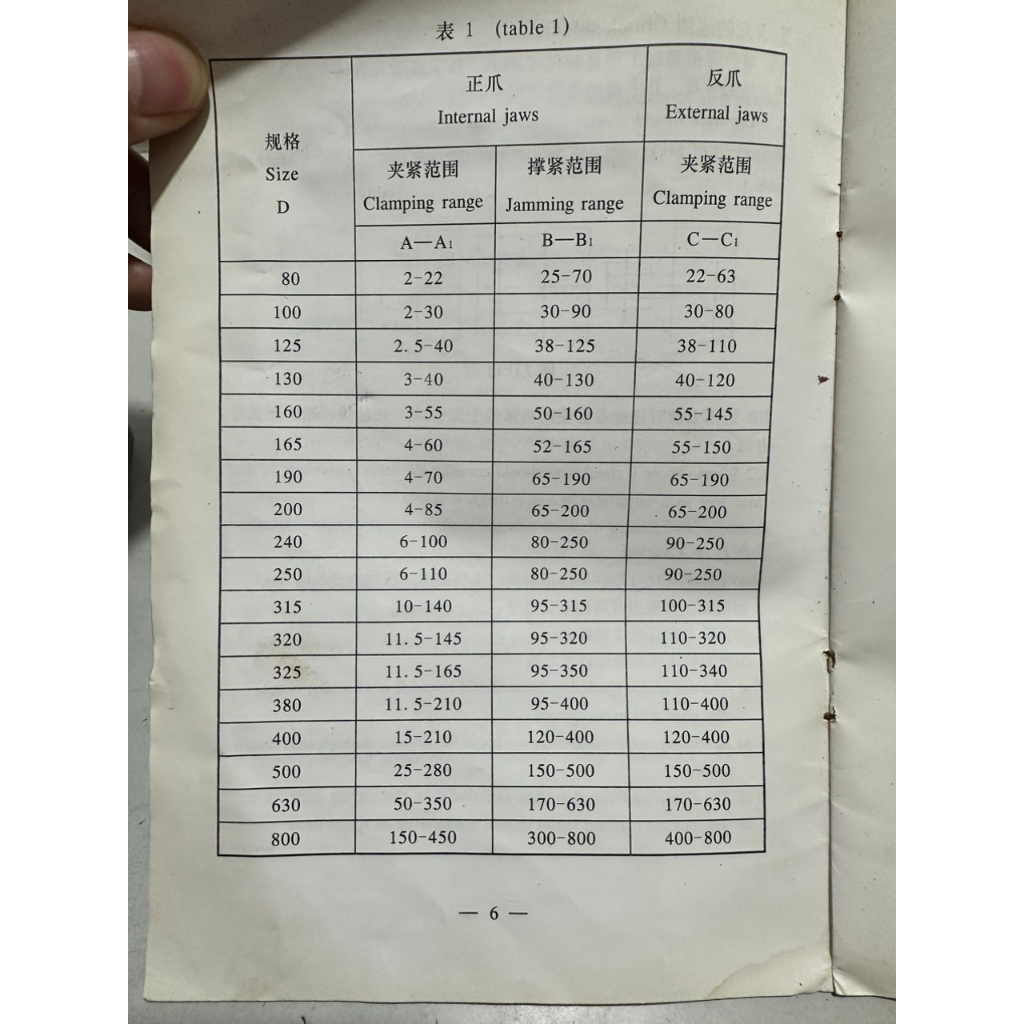 表 1 (table 1)
规格
Size
D
正爪
Internal jaws
反爪
External jaws
夹紧范围
Clamping range
撑紧范围
Jamming range
夹紧范围
Clamping range
A—A₁
B—B₁
C—C₁
80 2-22 25-70 22-63
100 2-30 30-90 30-80
125 2.5-40 38-125 38-110
130 3-40 40-130 40-120
160 3-55 50-160 55-145
165 4-60 52-165 55-150
190 4-70 65-190 65-190
200 4-85 65-200 65-200
240 6-100 80-250 90-250
250 6-110 80-250 90-250
315 10-140 95-315 100-315
320 11.5-145 95-320 110-320
325 11.5-165 95-350 110-340
380 11.5-210 95-400 110-400
400 15-210 120-400 120-400
500 25-280 150-500 150-500
630 50-350 170-630 170-630
800 150-450 300-800 400-800
— 6 —